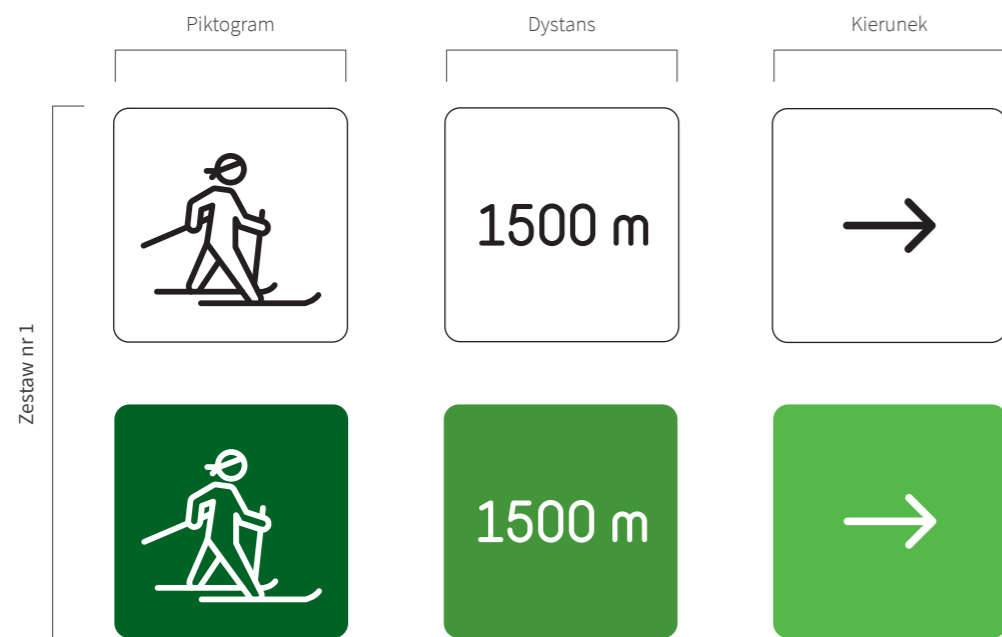 Piktogram
Dystans
Kierunek
Zestaw nr 1
1500 m
1500 m